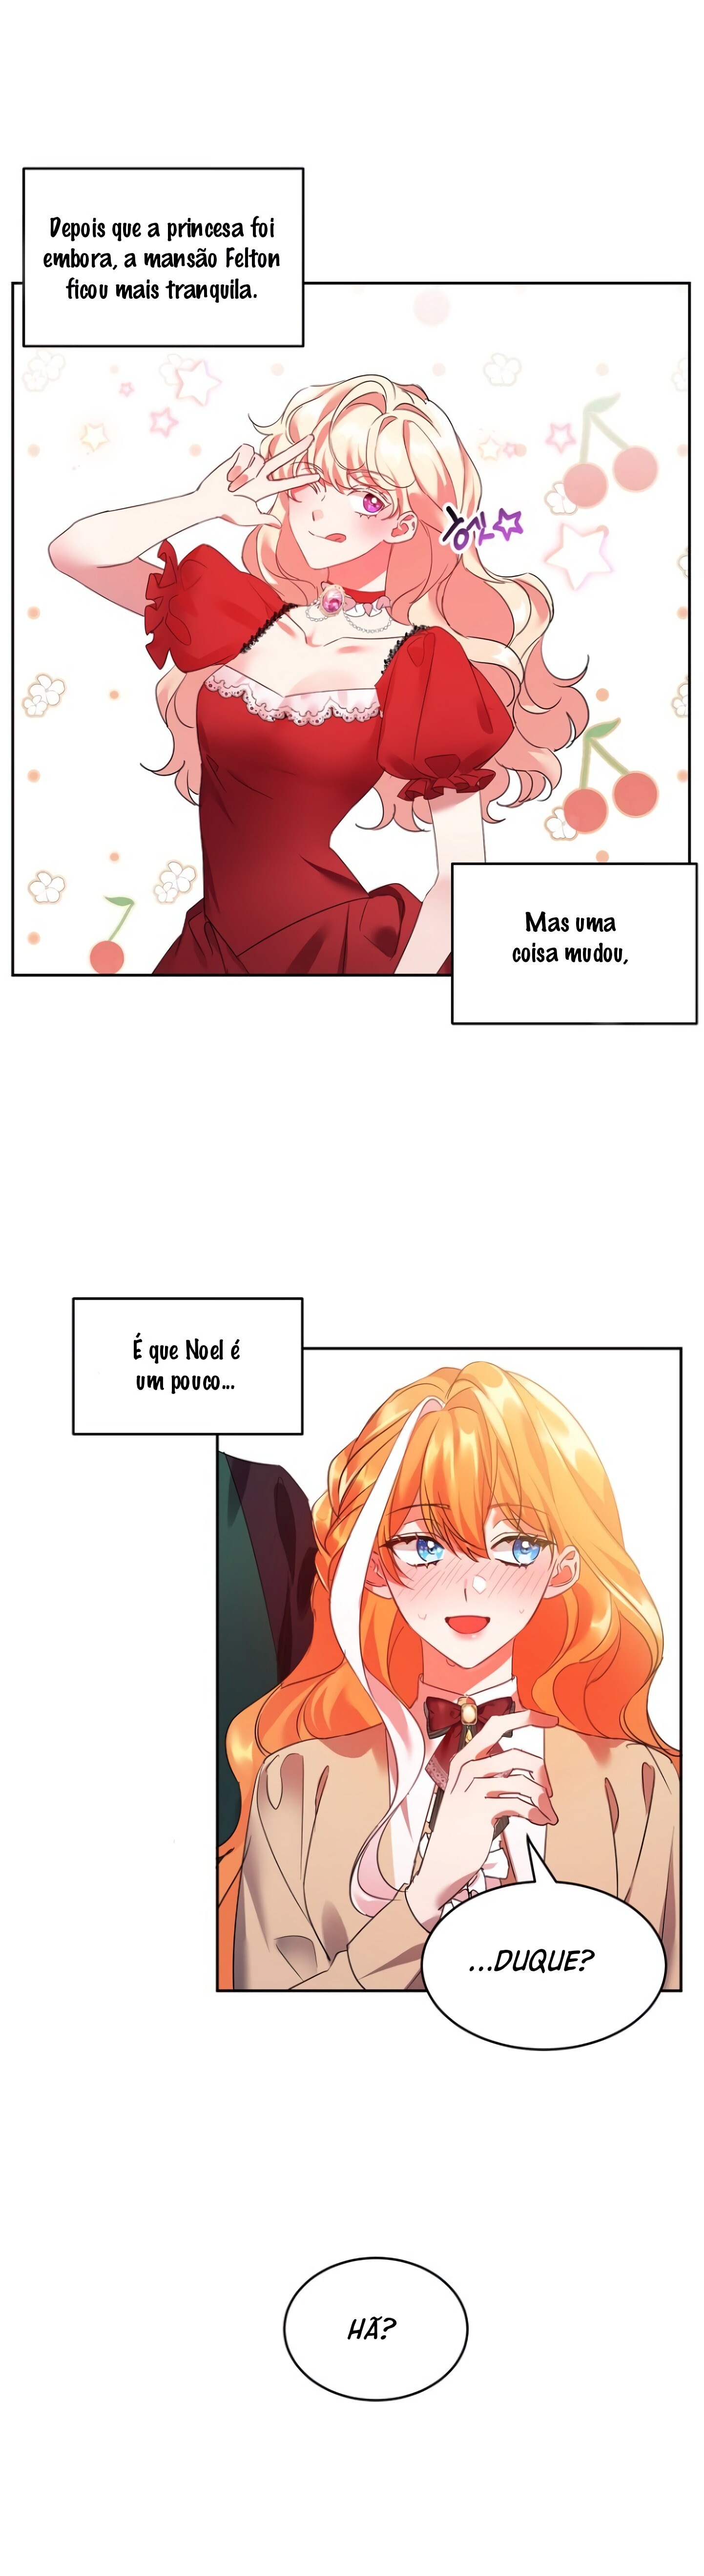 Depois que a princesa foi
embora, a mansão Felton
ficou mais tranquila.
Mas uma
coisa mudou,
É que Noel é
um pouco...
...DUQUE?
HÃ?